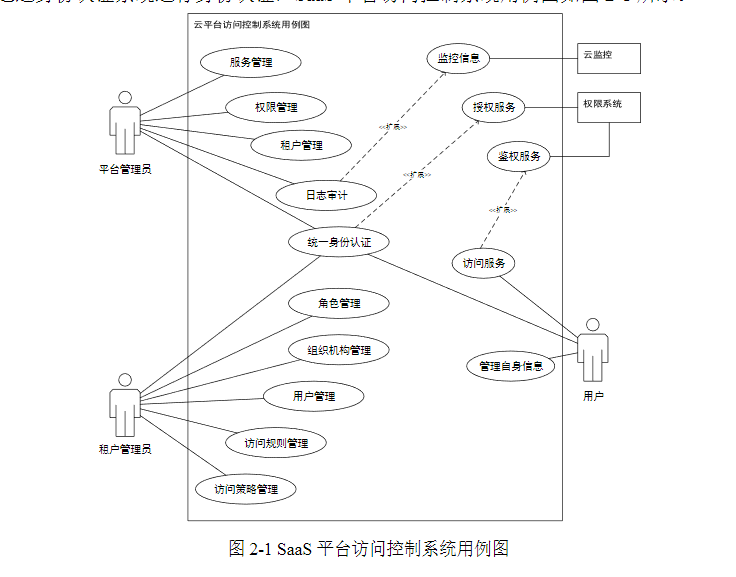 云平台访问控制系统用例图
服务管理
监控信息
云监控
权限管理
授权服务
权限系统
<<扩展>>
租户管理
鉴权服务
平台管理员
<<扩展>>
日志审计
<<扩展>>
统一身份认证
访问服务
角色管理
组织机构管理
管理自身信息
用户
用户管理
访问规则管理
租户管理员
访问策略管理
图 2-1 SaaS 平台访问控制系统用例图